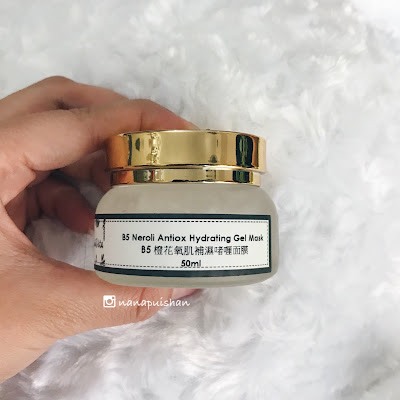 B5 Neroli Antiox Hydrating Gel Mask
B5 橙花氧肌補濕啫喱面膜
50ml
nanapuishan